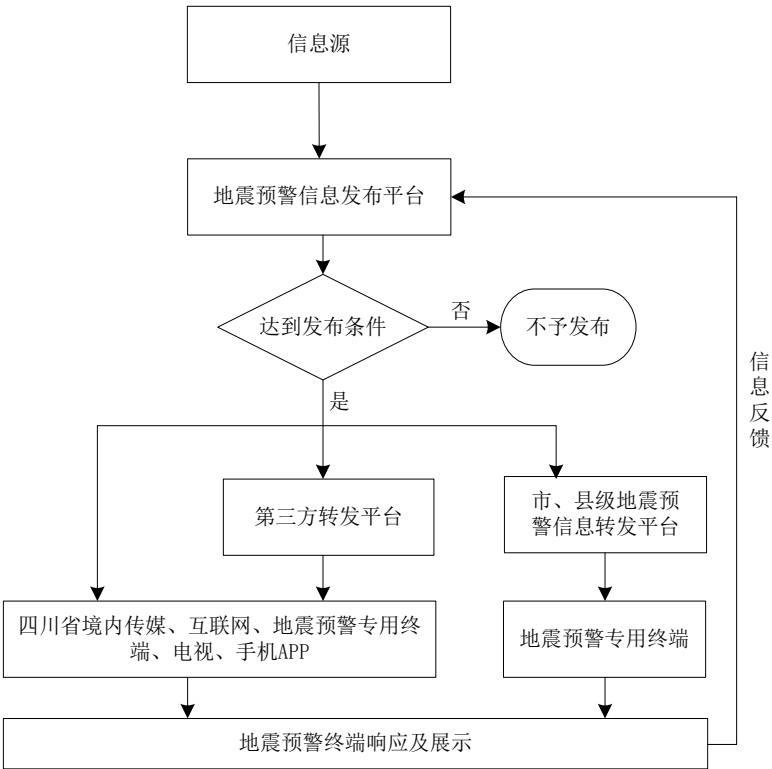 信息源
地震预警信息发布平台
达到发布条件
否
不予发布
是
信息反馈
第三方转发平台
市、县级地震预
警信息转发平台
四川省境内传媒、互联网、地震预警专用终
端、电视、手机APP
地震预警专用终端
地震预警终端响应及展示